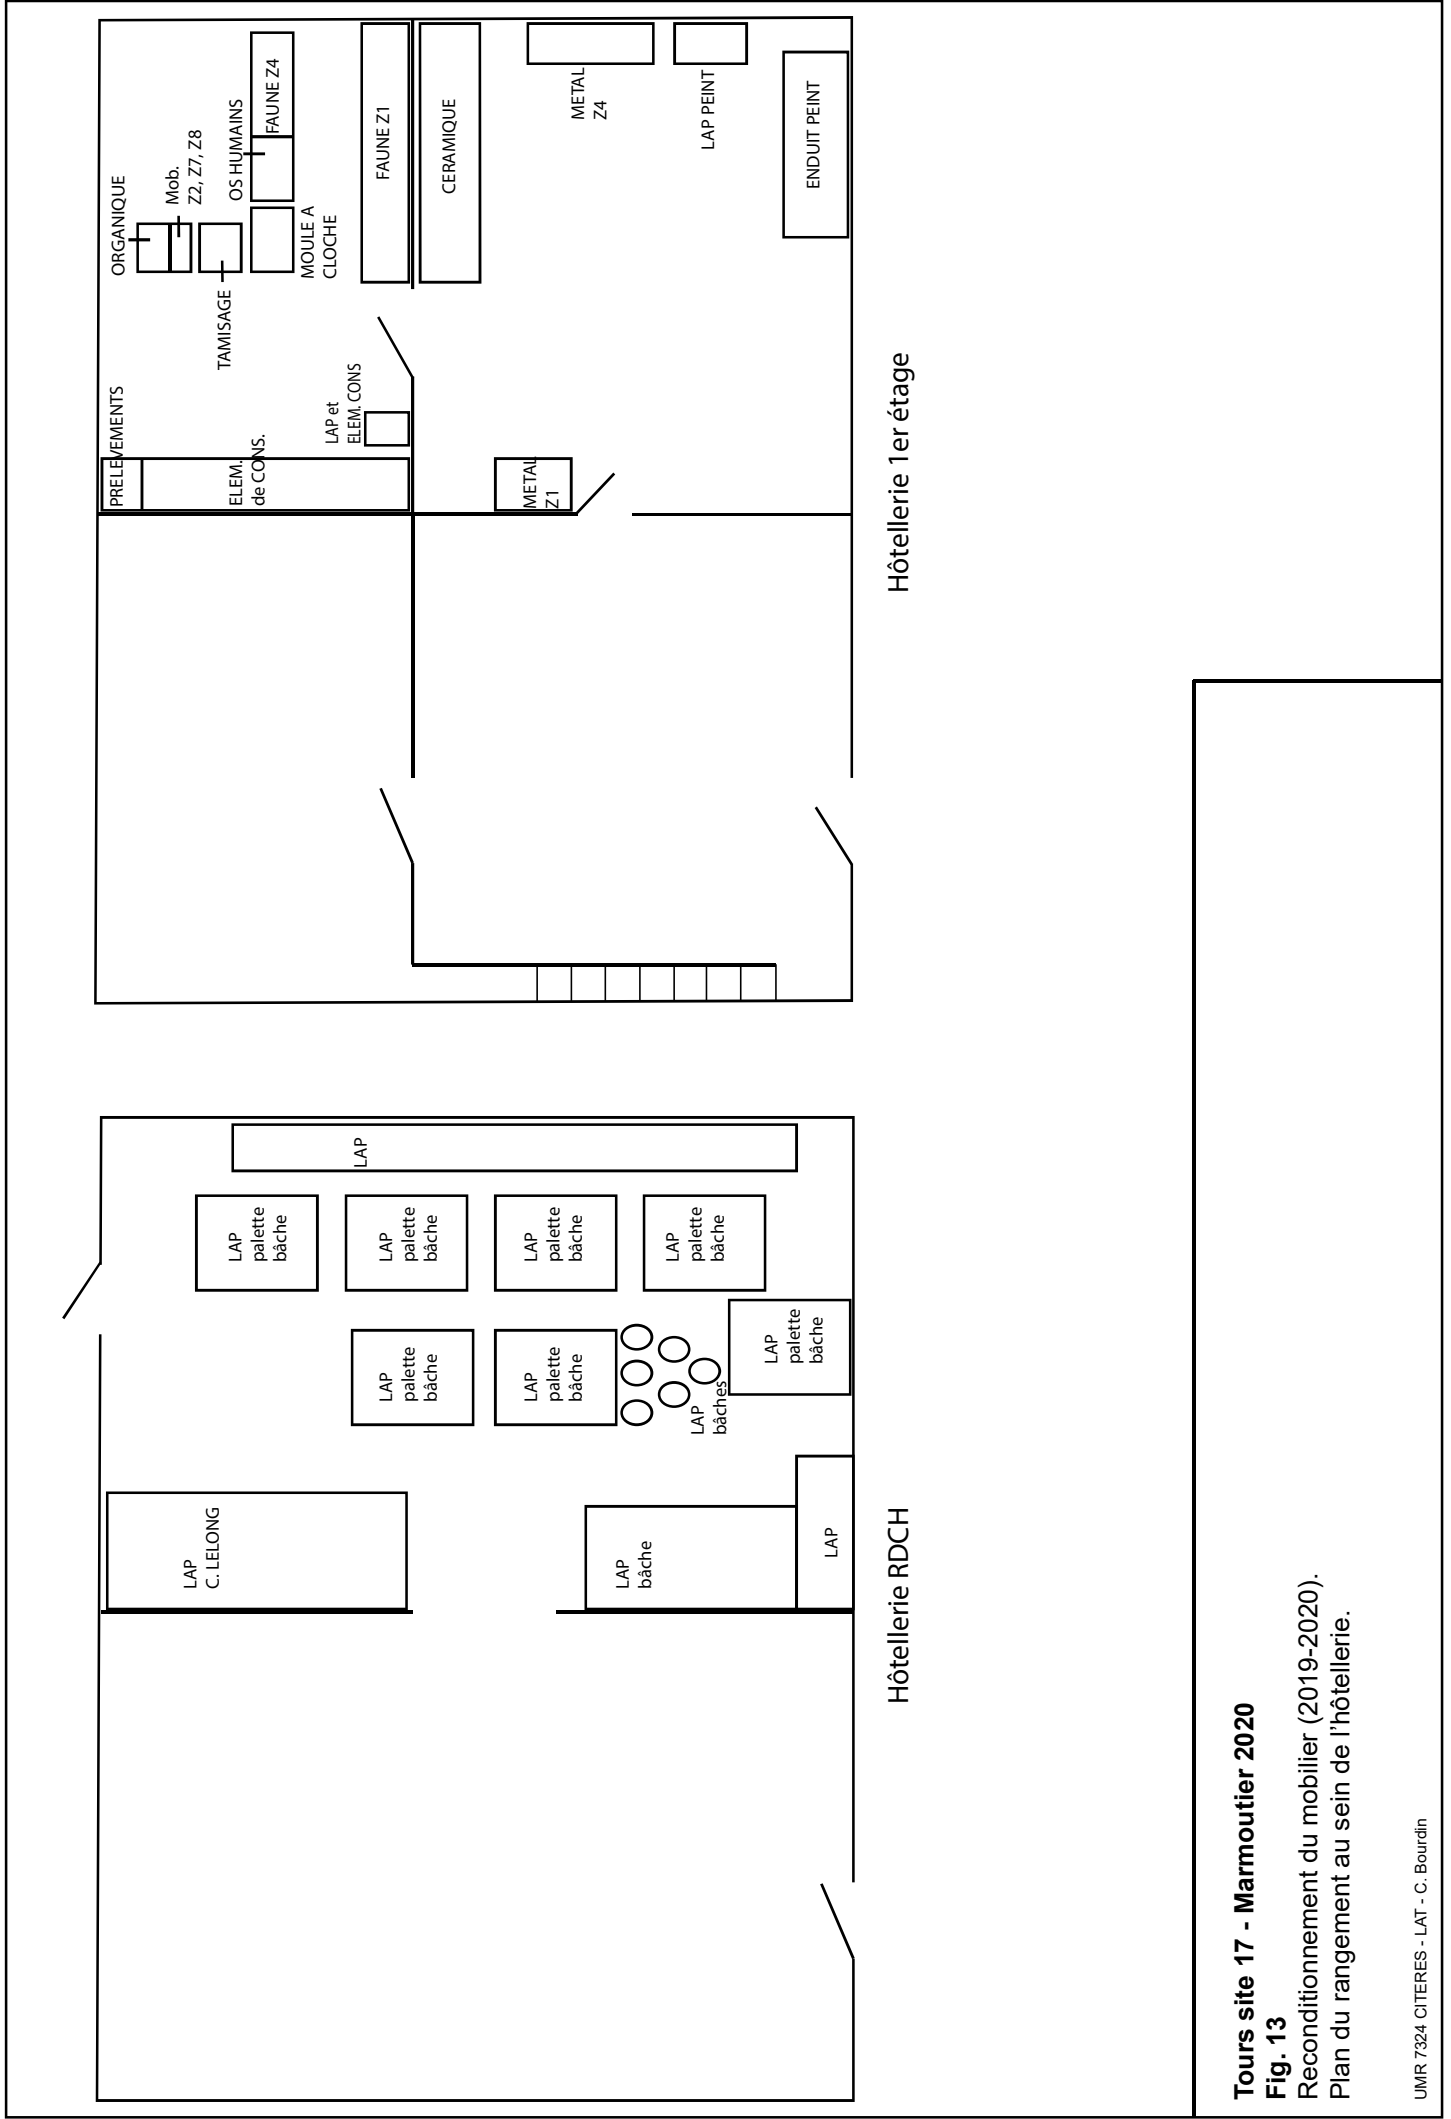 LAP
C. LELONG
LAP
palette
bâche
LAP
palette
bâche
LAP
palette
bâche
LAP
palette
bâche
LAP
palette
bâche
LAP
palette
bâche
LAP
palette
bâche
LAP
LAP
bâches
LAP
bâche
LAP
Hôtellerie RDCH
PRELEVEMENTS
ELEM.
de CONS.
LAP et
ELEM. CONS
ORGANIQUE
Mob.
Z2, Z7, Z8
TAMISAGE
OS HUMAINS
FAUNE Z4
MOULE A
CLOCHE
FAUNE Z1
CERAMIQUE
METAL
Z1
METAL
Z4
LAP PEINT
ENDUIT PEINT
Hôtellerie 1er étage
Tours site 17 - Marmoutier 2020
Fig. 13
Reconditionnement du mobilier (2019-2020).
Plan du rangement au sein de l'hôtellerie.
UMR 7324 CITERES - LAT - C. Bourdin